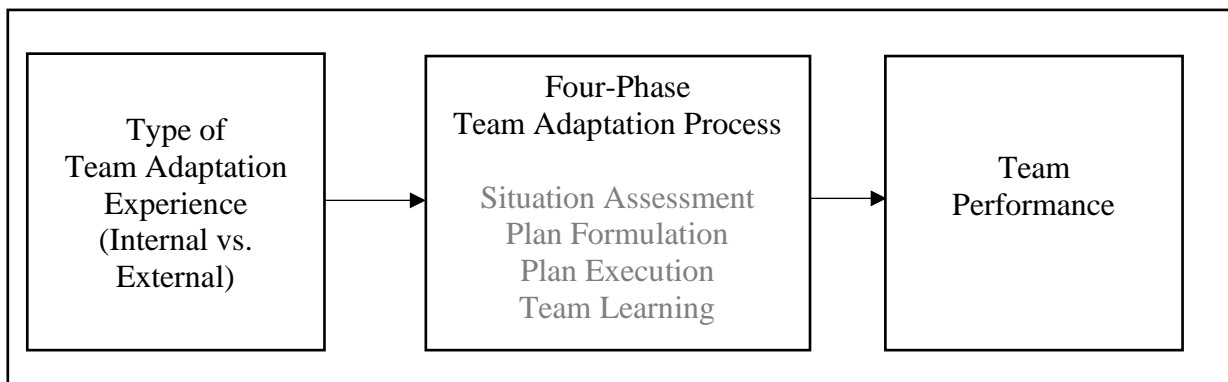 Type of
Team Adaptation
Experience
(Internal vs.
External)
Four-Phase
Team Adaptation Process
Situation Assessment
Plan Formulation
Plan Execution
Team Learning
Team
Performance